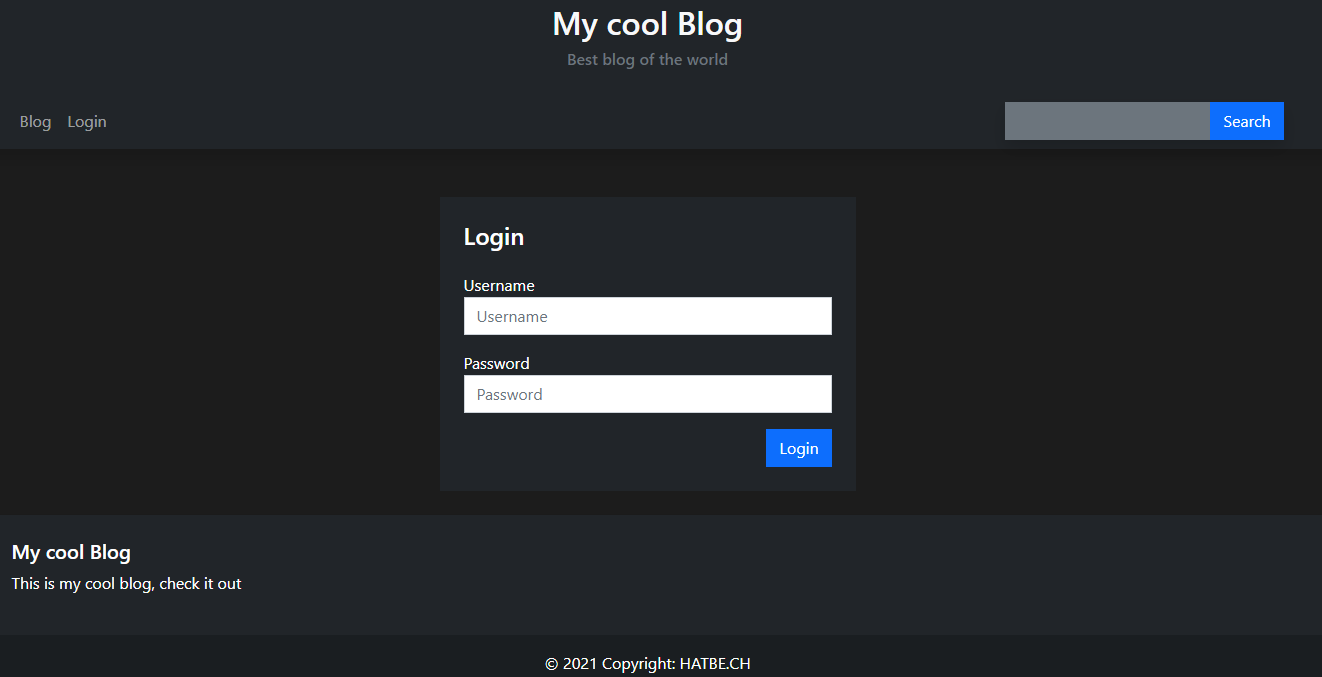 My cool Blog
Best blog of the world
Blog Login
Search
Login
Username
Username
Password
Password
Login
My cool Blog
This is my cool blog, check it out
© 2021 Copyright: HATBE.CH